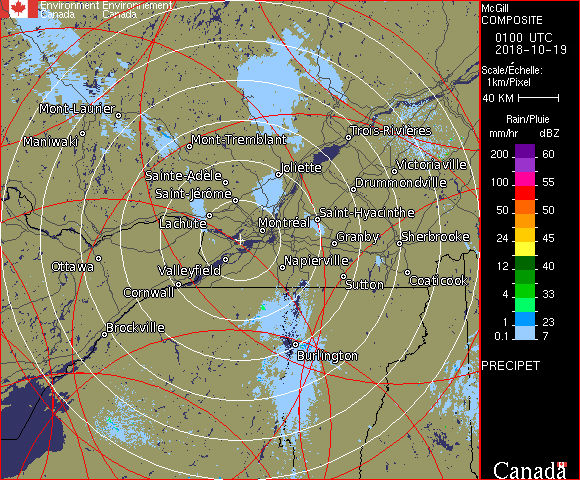 Environment Environnement
Canada Canada
McGill
COMPOSITE
0100 UTC
2018-10-19
Scale/Échelle:
1km/Pixel
40 KM
Rain/Pluie
mm/hr dBZ
200 60
100 55
50 50
24 45
12 40
4 33
1 23
0.1 7
PRECIPET
Canada
Mont-Laurier
Maniwaki
Mont-Tremblant
Trois-Rivières
Joliette
Victoriaville
Sainte-Adèle
Drummondville
Saint-Jérôme
Lachute
Saint-Hyacinthe
Montréal
Granby
Sherbrooke
Ottawa
Valleyfield
Napierville
Cornwall
Sutton
Coaticook
Brockville
Burlington